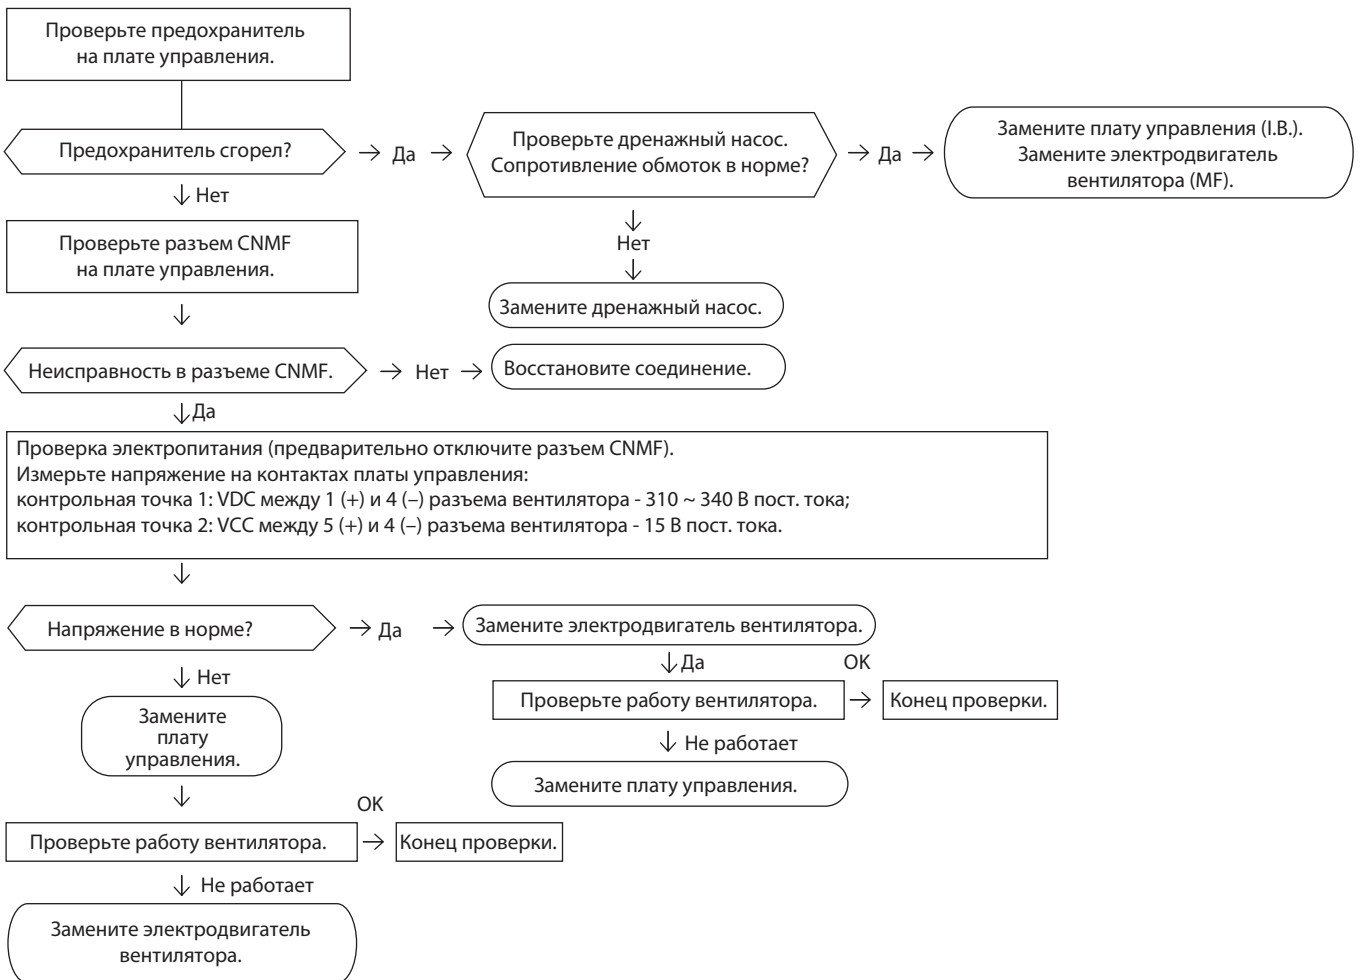 Проверьте предохранитель
на плате управления.
Предохранитель сгорел?
Да
Проверьте дренажный насос.
Сопротивление обмоток в норме?
Да
Замените плату управления (I.B.).
Замените электродвигатель
вентилятора (MF).
Нет
Нет
Проверьте разъем CNMF
на плате управления.
Замените дренажный насос.
Неисправность в разъеме CNMF.
Нет
Восстановите соединение.
Да
Проверка электропитания (предварительно отключите разъем CNMF).
Измерьте напряжение на контактах платы управления:
контрольная точка 1: VDC между 1 (+) и 4 (–) разъема вентилятора - 310 ~ 340 В пост. тока;
контрольная точка 2: VCC между 5 (+) и 4 (–) разъема вентилятора - 15 В пост. тока.
Напряжение в норме?
Да
Замените электродвигатель вентилятора.
Нет
Да
OK
Проверьте работу вентилятора.
Конец проверки.
Замените
плату
управления.
Не работает
Замените плату управления.
OK
Проверьте работу вентилятора.
Конец проверки.
Не работает
Замените электродвигатель
вентилятора.